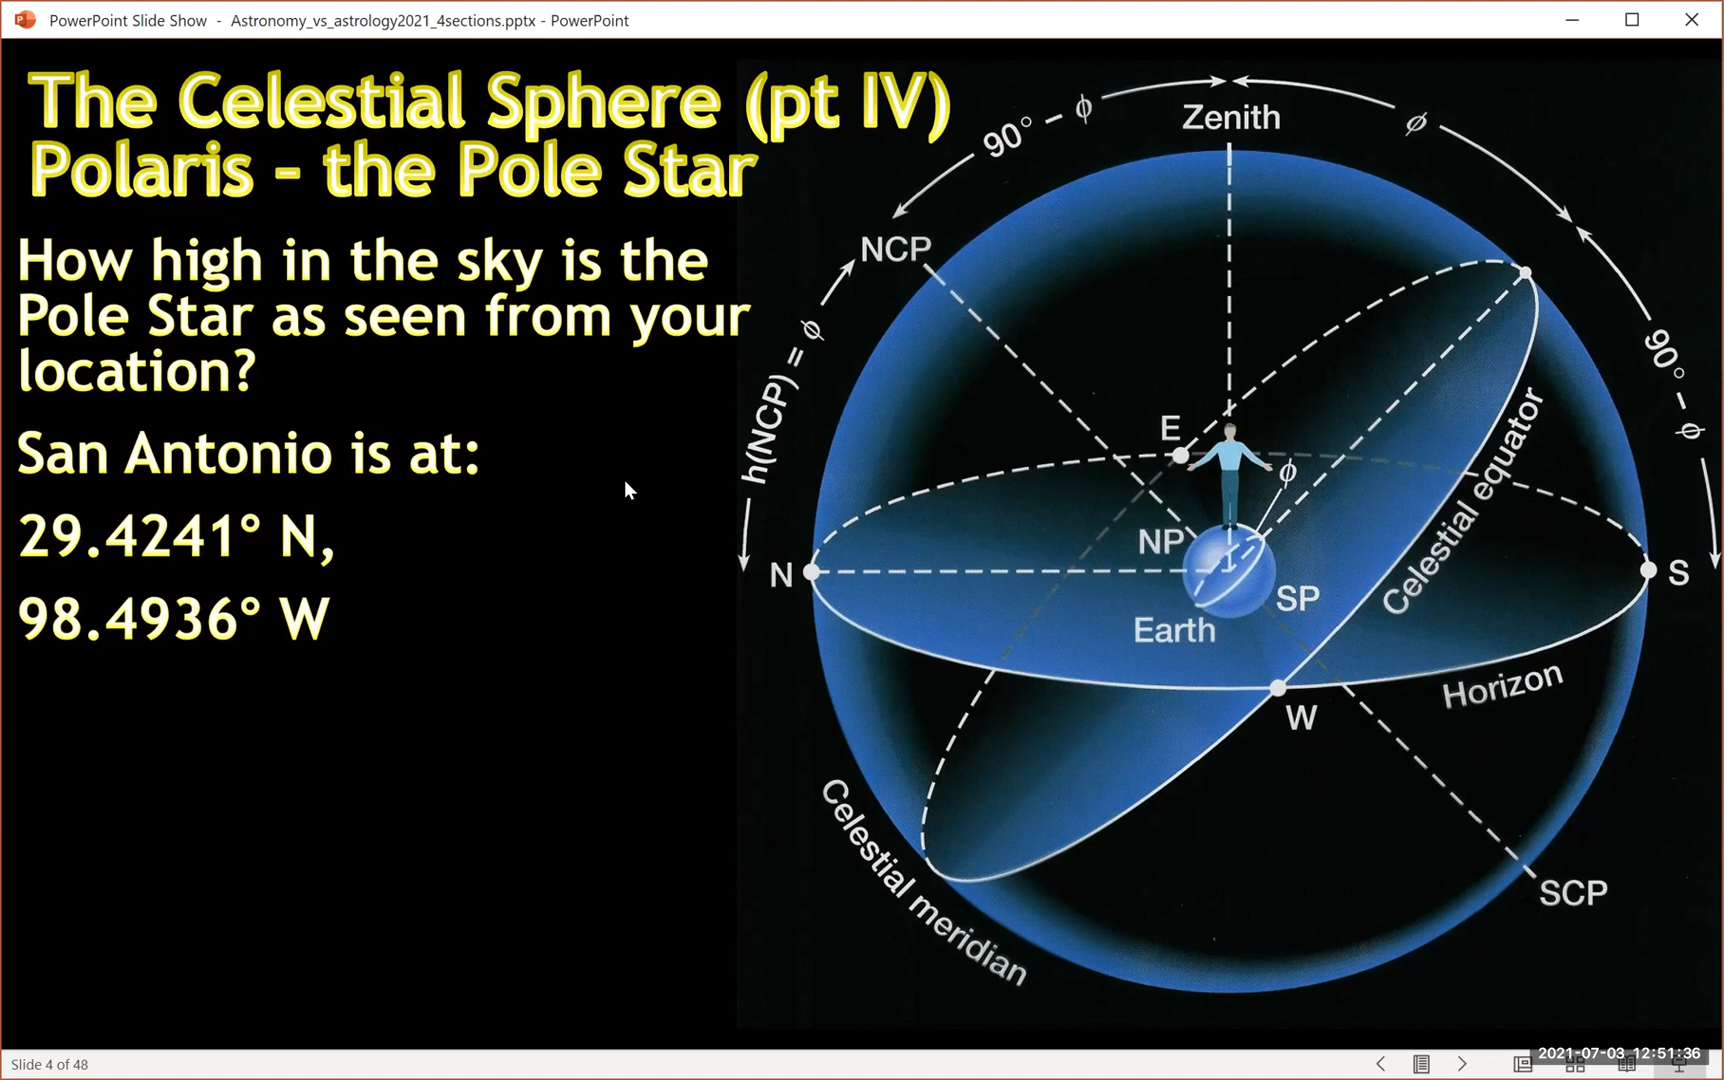 PowerPoint Slide Show - Astronomy_vs_astrology2021_4sections.pptx - PowerPoint
The Celestial Sphere (pt IV)
Polaris – the Pole Star
How high in the sky is the
Pole Star as seen from your
location?
San Antonio is at:
29.4241° N,
98.4936° W
90° – ϕ
Zenith
ϕ
NCP
h(NCP) = ϕ
90° – ϕ
E
ϕ
Celestial equator
NP
N
S
SP
Earth
Horizon
W
Celestial meridian
SCP
Slide 4 of 48
2021-07-03 12:51:36